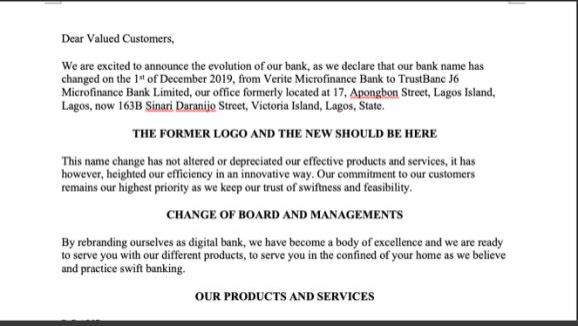 Dear Valued Customers,
We are excited to announce the evolution of our bank, as we declare that our bank name has
changed on the 1st of December 2019, from Verite Microfinance Bank to TrustBanc J6
Microfinance Bank Limited, our office formerly located at 17, Apongbon Street, Lagos Island,
Lagos, now 163B Sinari Daranijo Street, Victoria Island, Lagos, State.
THE FORMER LOGO AND THE NEW SHOULD BE HERE
This name change has not altered or depreciated our effective products and services, it has
however, heighted our efficiency in an innovative way. Our commitment to our customers
remains our highest priority as we keep our trust of swiftness and feasibility.
CHANGE OF BOARD AND MANAGEMENTS
By rebranding ourselves as digital bank, we have become a body of excellence and we are ready
to serve you with our different products, to serve you in the confined of your home as we believe
and practice swift banking.
OUR PRODUCTS AND SERVICES